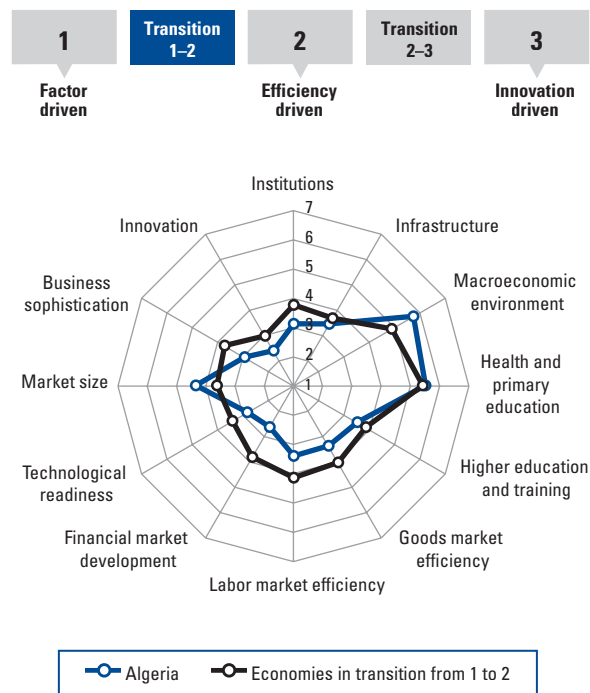 1
Transition
1–2
2
Transition
2–3
3
Factor
driven
Efficiency
driven
Innovation
driven
Institutions
7
6
5
4
3
2
1
Infrastructure
Macroeconomic
environment
Health and
primary
education
Higher education
and training
Goods market
efficiency
Labor market efficiency
Financial market
development
Technological
readiness
Market size
Business
sophistication
Innovation
Algeria
Economies in transition from 1 to 2